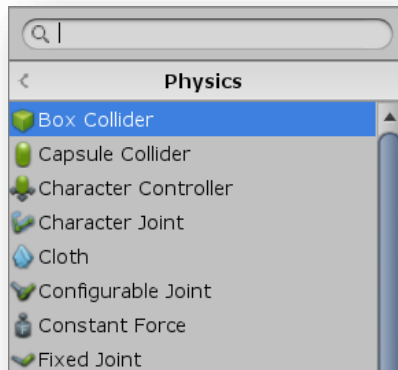 Physics
Box Collider
Capsule Collider
Character Controller
Character Joint
Cloth
Configurable Joint
Constant Force
Fixed Joint